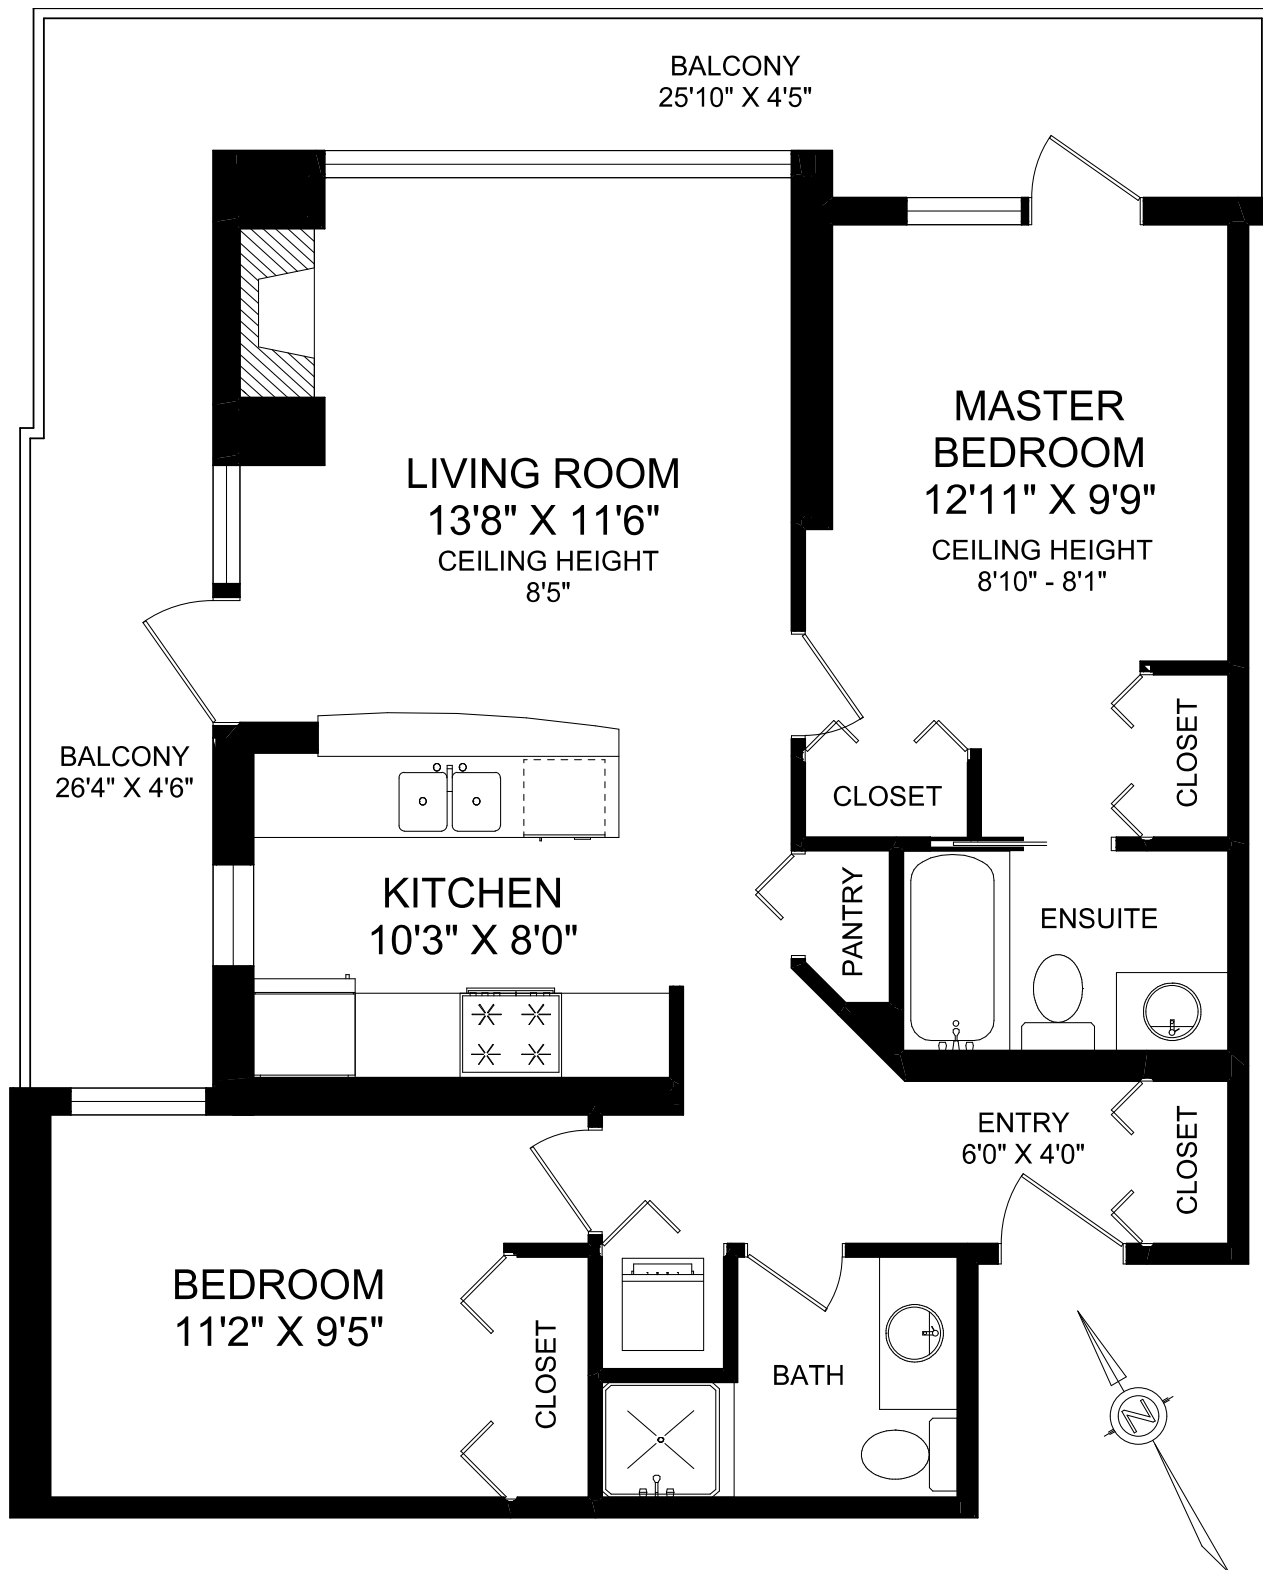 BALCONY
25'10" X 4'5"
MASTER
BEDROOM
12'11" X 9'9"
CEILING HEIGHT
8'10" - 8'1"
LIVING ROOM
13'8" X 11'6"
CEILING HEIGHT
8'5"
BALCONY
26'4" X 4'6"
CLOSET
CLOSET
KITCHEN
10'3" X 8'0"
PANTRY
ENSUITE
ENTRY
6'0" X 4'0"
CLOSET
BEDROOM
11'2" X 9'5"
CLOSET
BATH
N